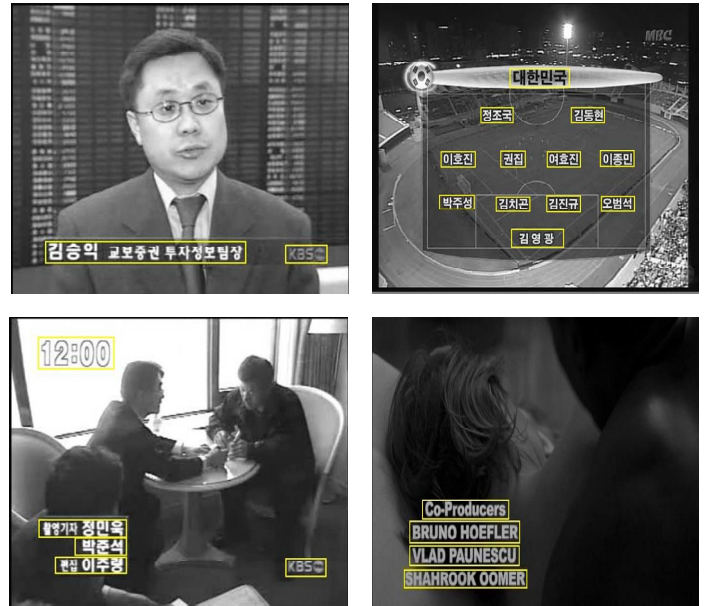 김승익 교보증권 투자정보팀장
KBS
MBC
대한민국
정조국 김동현
이호진 권집 여효진 이종민
박주성 김치곤 김진규 오범석
김영광
12:00
촬영기자 정민욱
박준석
편집 이수령
KBS
Co-Producers
BRUNO HOEFLER
VLAD PAUNESCU
SHAHROOK OOMER